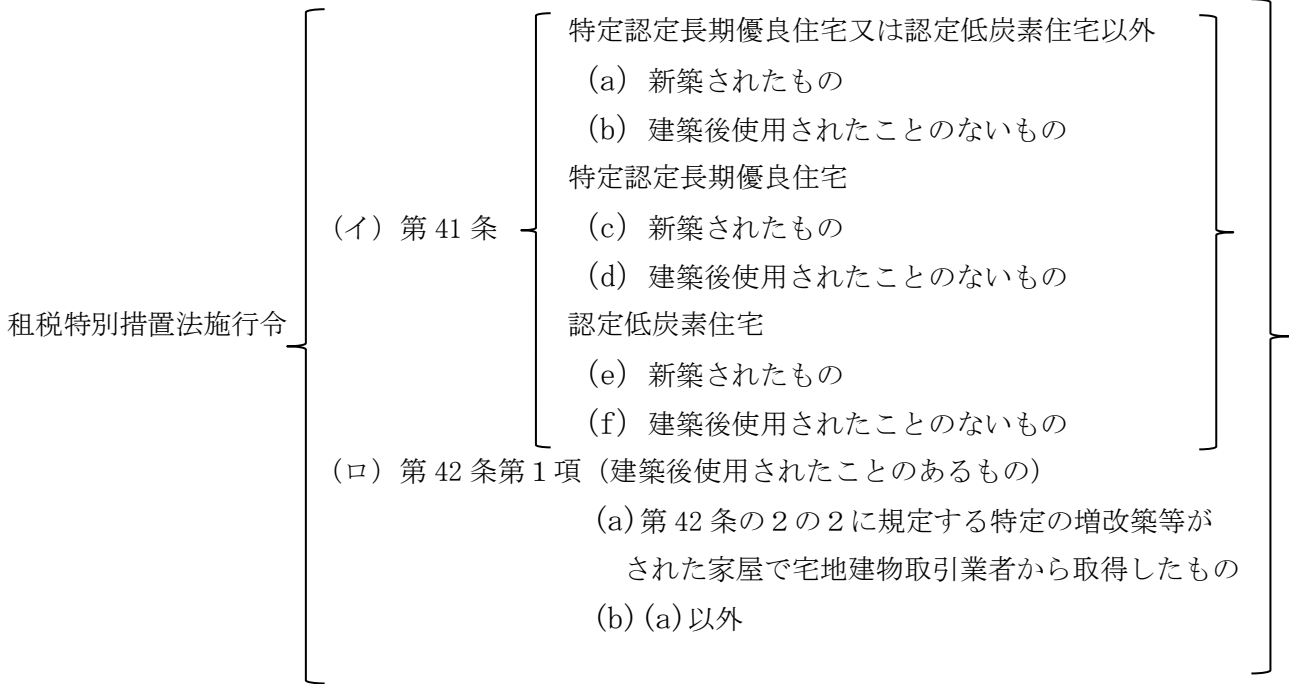 特定認定長期優良住宅又は認定低炭素住宅以外
(a) 新築されたもの
(b) 建築後使用されたことのないもの
特定認定長期優良住宅
(イ) 第 41 条
(c) 新築されたもの
(d) 建築後使用されたことのないもの
租税特別措置法施行令
認定低炭素住宅
(e) 新築されたもの
(f) 建築後使用されたことのないもの
(ロ) 第 42 条第1項 (建築後使用されたことのあるもの)
(a) 第 42 条の2の2に規定する特定の増改築等が
された家屋で宅地建物取引業者から取得したもの
(b) (a)以外